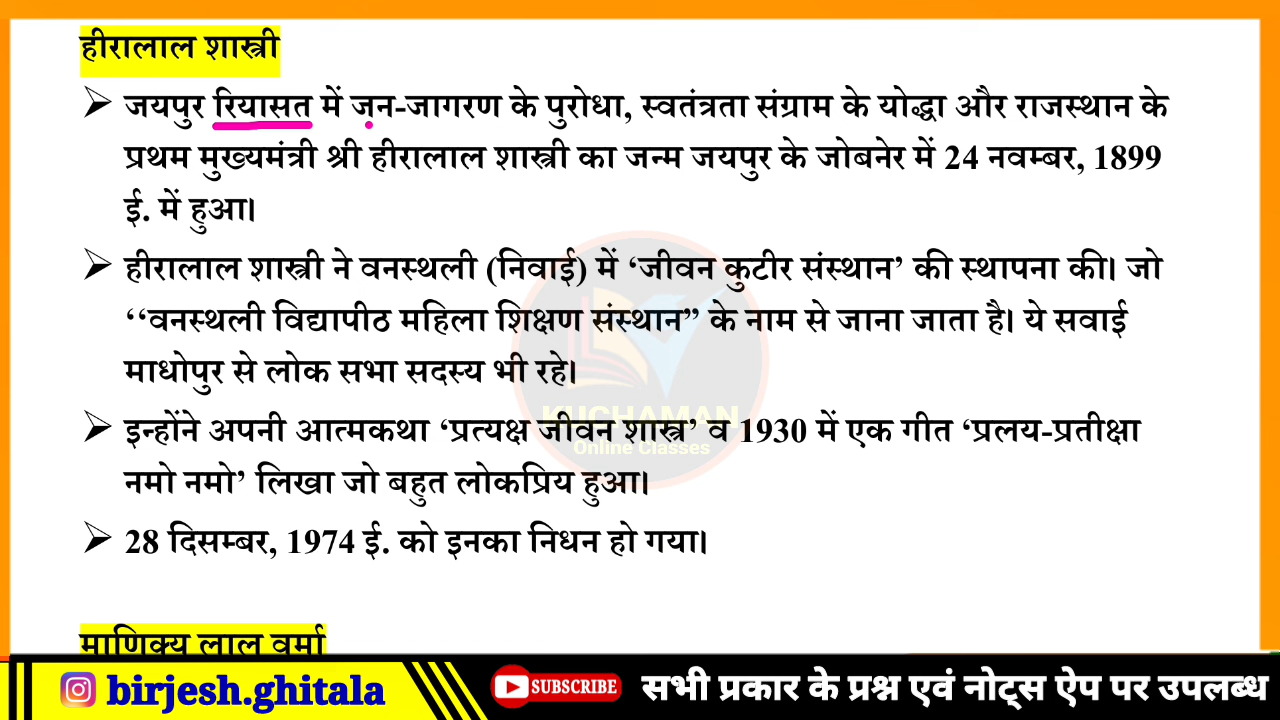 हीरालाल शास्त्री
➢ जयपुर रियासत में जन-जागरण के पुरोधा, स्वतंत्रता संग्राम के योद्धा और राजस्थान के
प्रथम मुख्यमंत्री श्री हीरालाल शास्त्री का जन्म जयपुर के जोबनेर में 24 नवम्बर, 1899
ई. में हुआ।
➢ हीरालाल शास्त्री ने वनस्थली (निवाई) में ‘जीवन कुटीर संस्थान’ की स्थापना की। जो
‘‘वनस्थली विद्यापीठ महिला शिक्षण संस्थान” के नाम से जाना जाता है। ये सवाई
माधोपुर से लोक सभा सदस्य भी रहे।
➢ इन्होंने अपनी आत्मकथा ‘प्रत्यक्ष जीवन शास्त्र’ व 1930 में एक गीत ‘प्रलय-प्रतीक्षा
नमो नमो’ लिखा जो बहुत लोकप्रिय हुआ।
➢ 28 दिसम्बर, 1974 ई. को इनका निधन हो गया।
KUCHAMAN
Online Classes
माणिक्य लाल वर्मा
birjesh.ghitala SUBSCRIBE सभी प्रकार के प्रश्न एवं नोट्स ऐप पर उपलब्ध